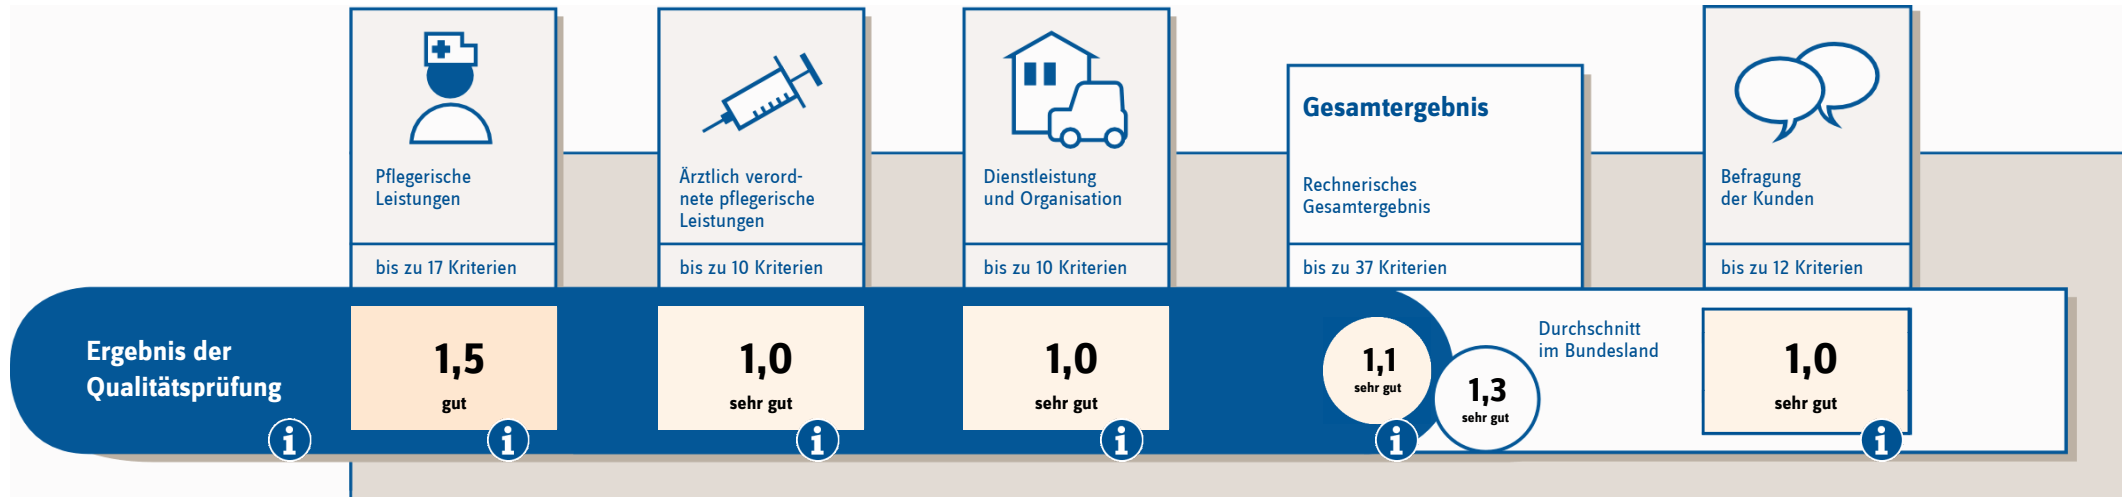 Pflegerische
Leistungen
bis zu 17 Kriterien
Ärztlich verord-
nete pflegerische
Leistungen
bis zu 10 Kriterien
Dienstleistung
und Organisation
bis zu 10 Kriterien
Gesamtergebnis
Rechnerisches
Gesamtergebnis
bis zu 37 Kriterien
Befragung
der Kunden
bis zu 12 Kriterien
Ergebnis der
Qualitätsprüfung
i
1,5
gut
i
1,0
sehr gut
i
1,0
sehr gut
i
1,1
sehr gut
i
1,3
sehr gut
Durchschnitt
im Bundesland
1,0
sehr gut
i